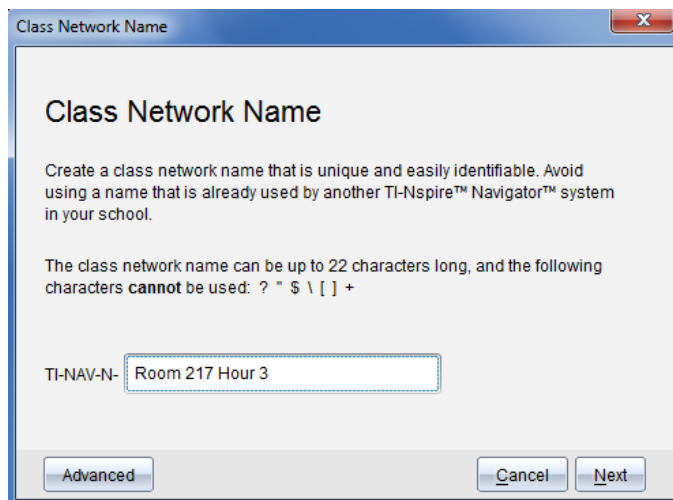 Class Network Name
X
Class Network Name
Create a class network name that is unique and easily identifiable. Avoid
using a name that is already used by another TI-Nspire™ Navigator™ system
in your school.
The class network name can be up to 22 characters long, and the following
characters cannot be used: ? " $ \ [ ] +
TI-NAV-N- Room 217 Hour 3
Advanced Cancel Next